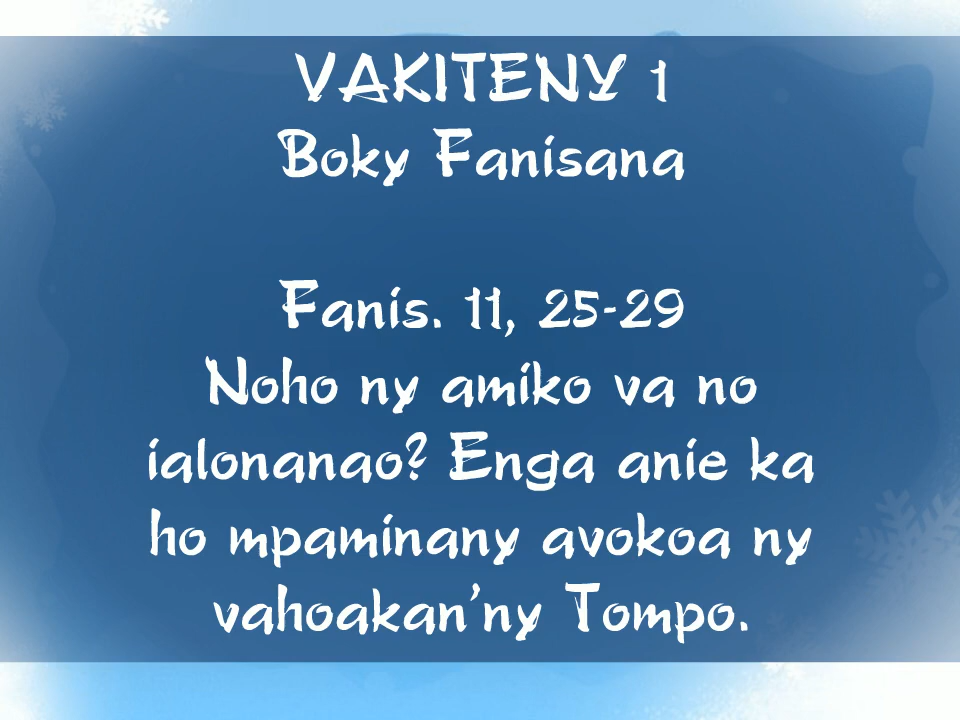 VAKITENY 1
Boky Fanisana
Fanis. 11, 25-29
Noho ny amiko va no
ialonanao? Enga anie ka
ho mpaminany avokoa ny
vahoakan’ny Tompo.